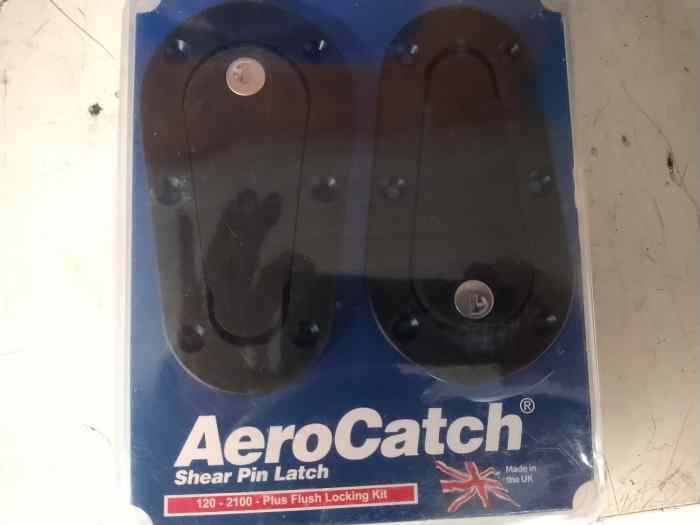 AeroCatch®
Shear Pin Latch
120 - 2100 - Plus Flush Locking Kit
Made in
the UK